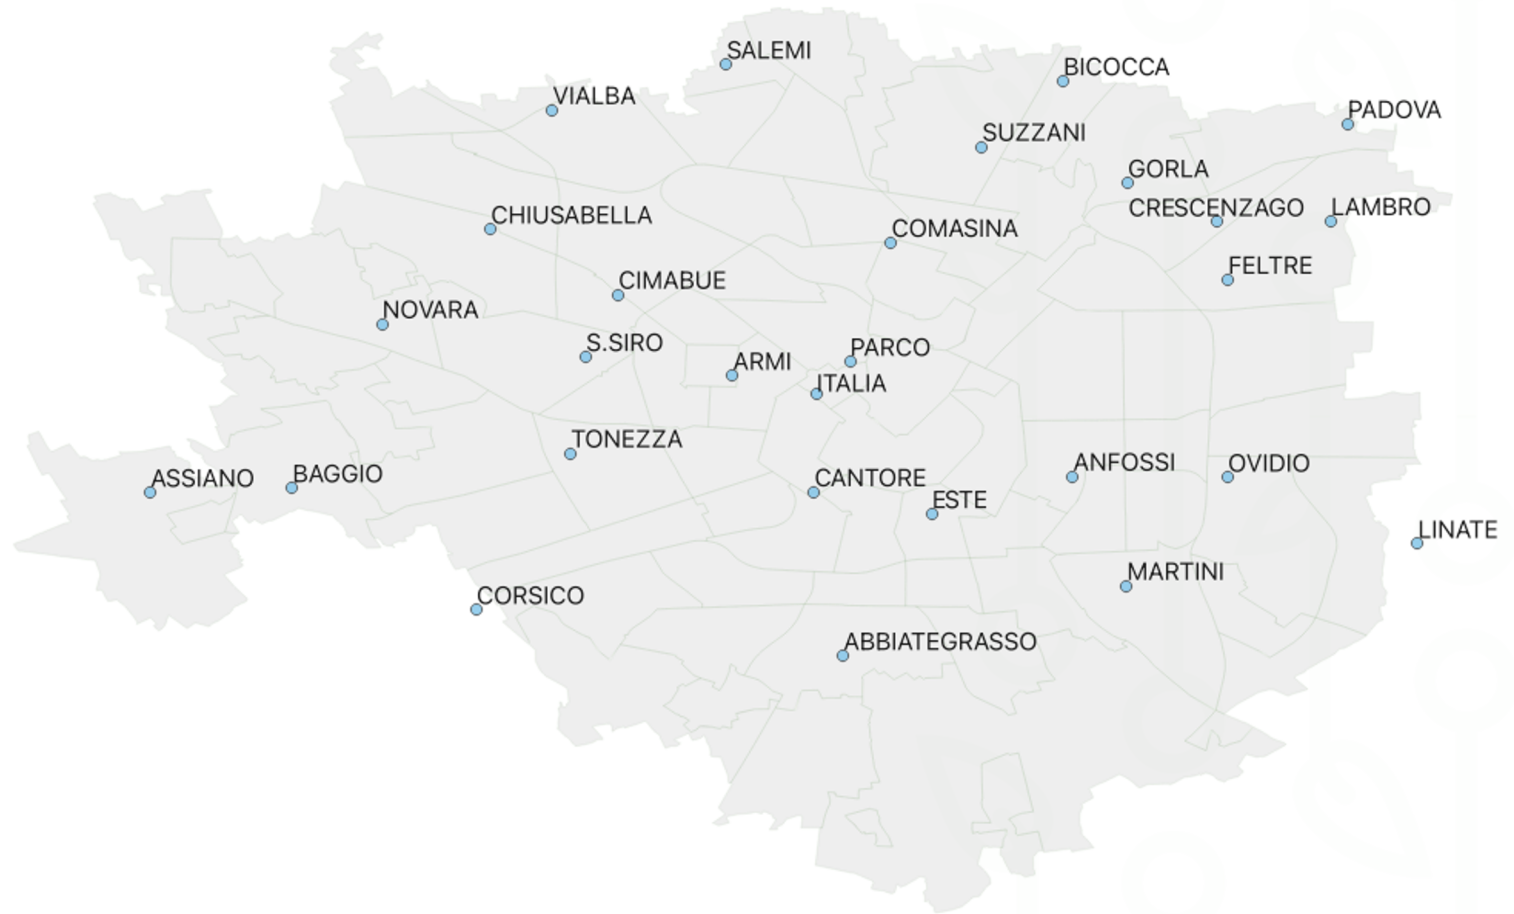 SALEMI
BICOCCA
VIALBA
PADOVA
SUZZANI
GORLA
CRESCENZAGO
LAMBRO
CHIUSABELLA
COMASINA
FELTRE
CIMABUE
NOVARA
S.SIRO
PARCO
ARMI
ITALIA
TONEZZA
ANFOSSI
OVIDIO
BAGGIO
ASSIANO
CANTORE
ESTE
LINATE
MARTINI
CORSICO
ABBIATEGRASSO